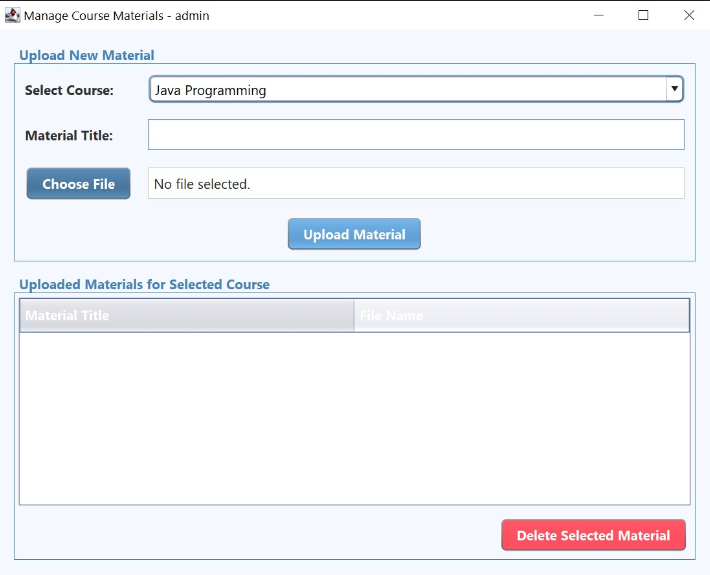 Manage Course Materials - admin
Upload New Material
Select Course: Java Programming
Material Title:
Choose File No file selected.
Upload Material
Uploaded Materials for Selected Course
Material Title File Name
Delete Selected Material